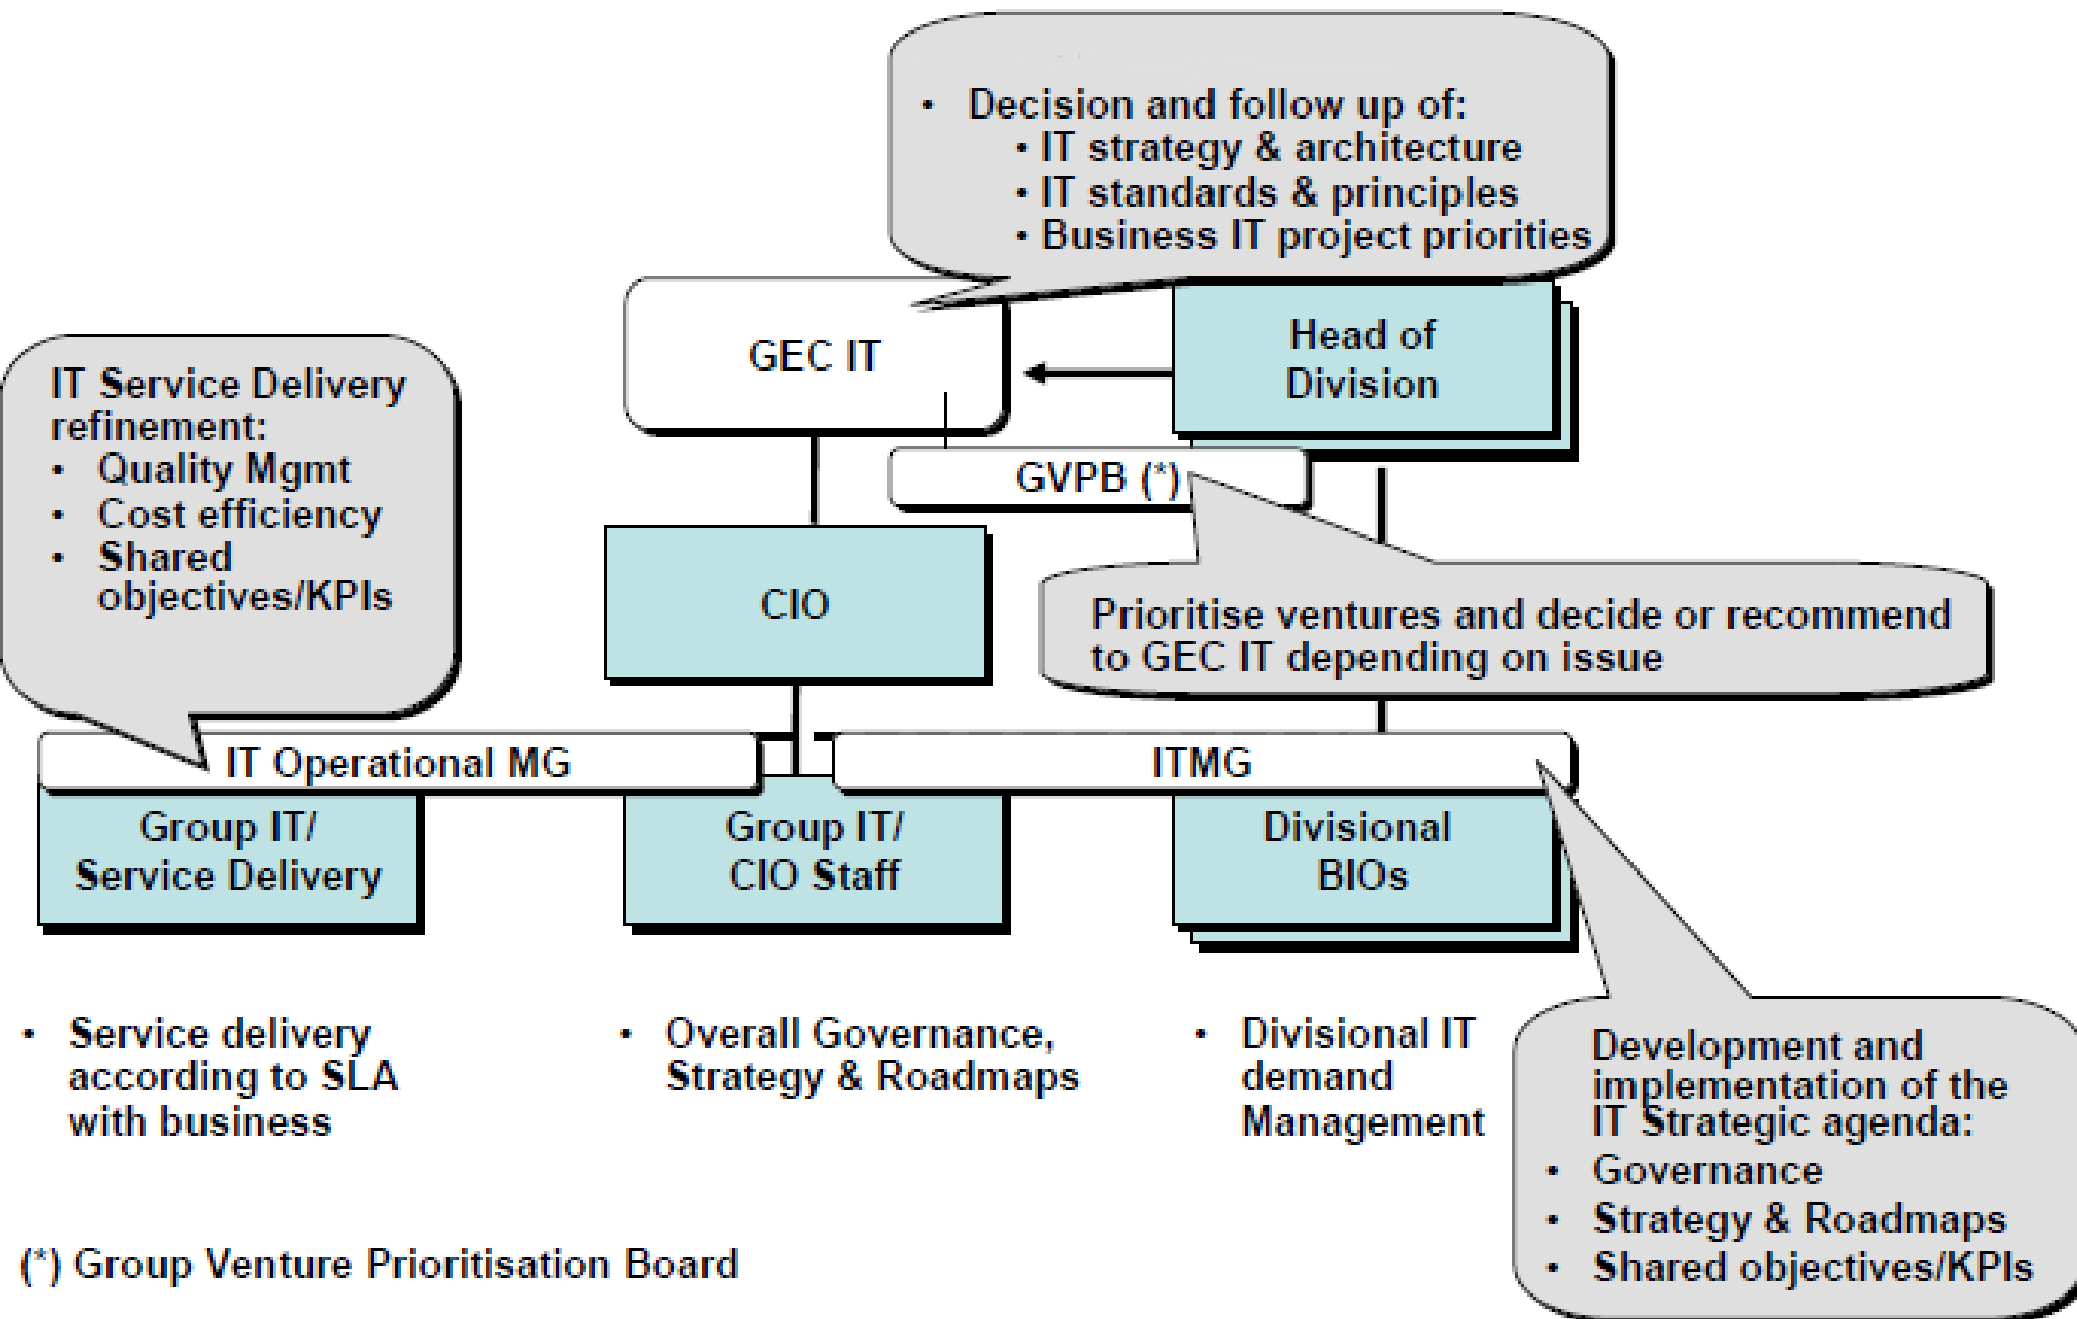 • Decision and follow up of:
• IT strategy & architecture
• IT standards & principles
• Business IT project priorities
GEC IT
Head of
Division
IT Service Delivery
refinement:
• Quality Mgmt
• Cost efficiency
• Shared
objectives/KPIs
GVPB (*)
CIO
Prioritise ventures and decide or recommend
to GEC IT depending on issue
IT Operational MG
ITMG
Group IT/
Service Delivery
Group IT/
CIO Staff
Divisional
BIOs
• Service delivery
according to SLA
with business
• Overall Governance,
Strategy & Roadmaps
• Divisional IT
demand
Management
Development and
implementation of the
IT Strategic agenda:
• Governance
• Strategy & Roadmaps
• Shared objectives/KPIs
(*) Group Venture Prioritisation Board